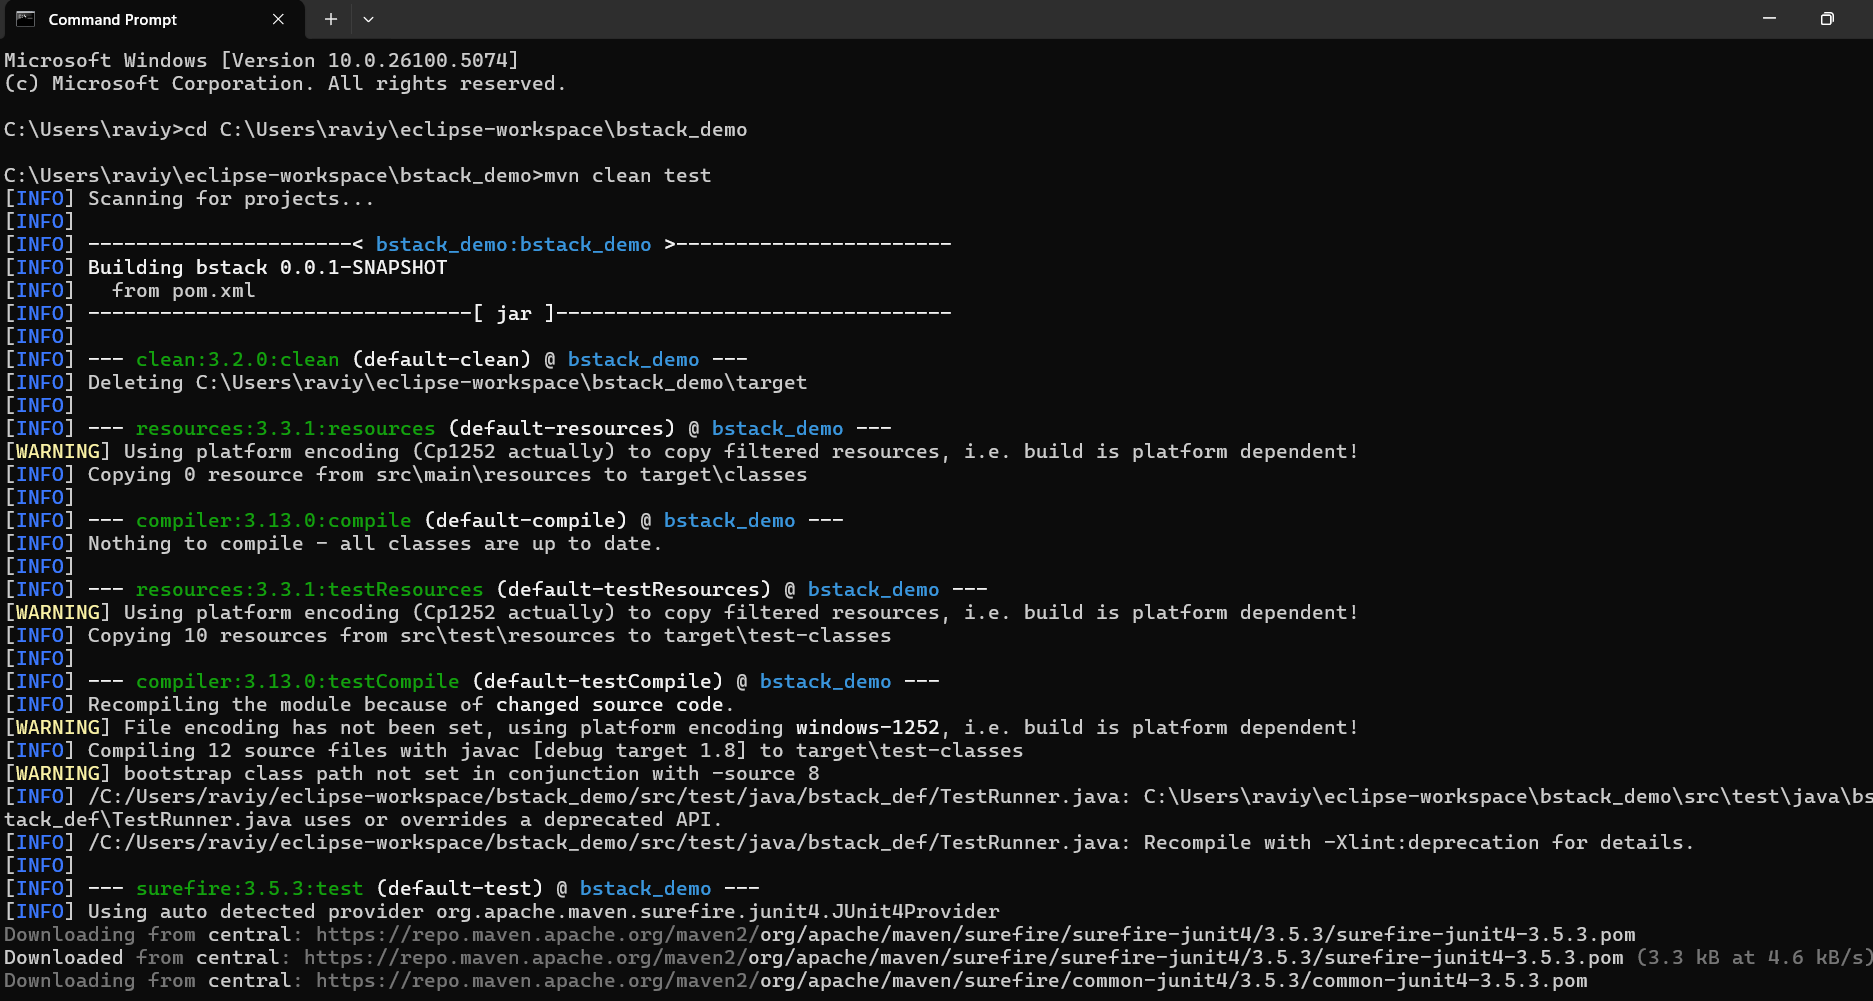 Command Prompt
Microsoft Windows [Version 10.0.26100.5074]
(c) Microsoft Corporation. All rights reserved.
C:\Users\raviy>cd C:\Users\raviy\eclipse-workspace\bstack_demo
C:\Users\raviy\eclipse-workspace\bstack_demo>mvn clean test
[INFO] Scanning for projects...
[INFO]
[INFO] ----------------------< bstack_demo:bstack_demo >-----------------------
[INFO] Building bstack 0.0.1-SNAPSHOT
[INFO]   from pom.xml
[INFO] --------------------------------[ jar ]---------------------------------
[INFO]
[INFO] --- clean:3.2.0:clean (default-clean) @ bstack_demo ---
[INFO] Deleting C:\Users\raviy\eclipse-workspace\bstack_demo\target
[INFO]
[INFO] --- resources:3.3.1:resources (default-resources) @ bstack_demo ---
[WARNING] Using platform encoding (Cp1252 actually) to copy filtered resources, i.e. build is platform dependent!
[INFO] Copying 0 resource from src\main\resources to target\classes
[INFO]
[INFO] --- compiler:3.13.0:compile (default-compile) @ bstack_demo ---
[INFO] Nothing to compile - all classes are up to date.
[INFO]
[INFO] --- resources:3.3.1:testResources (default-testResources) @ bstack_demo ---
[WARNING] Using platform encoding (Cp1252 actually) to copy filtered resources, i.e. build is platform dependent!
[INFO] Copying 10 resources from src\test\resources to target\test-classes
[INFO]
[INFO] --- compiler:3.13.0:testCompile (default-testCompile) @ bstack_demo ---
[INFO] Recompiling the module because of changed source code.
[WARNING] File encoding has not been set, using platform encoding windows-1252, i.e. build is platform dependent!
[INFO] Compiling 12 source files with javac [debug target 1.8] to target\test-classes
[WARNING] bootstrap class path not set in conjunction with -source 8
[INFO] /C:/Users/raviy/eclipse-workspace/bstack_demo/src/test/java/bstack_def/TestRunner.java: C:\Users\raviy\eclipse-workspace\bstack_demo\src\test\java\bs
tack_def\TestRunner.java uses or overrides a deprecated API.
[INFO] /C:/Users/raviy/eclipse-workspace/bstack_demo/src/test/java/bstack_def/TestRunner.java: Recompile with -Xlint:deprecation for details.
[INFO]
[INFO] --- surefire:3.5.3:test (default-test) @ bstack_demo ---
[INFO] Using auto detected provider org.apache.maven.surefire.junit4.JUnit4Provider
Downloading from central: https://repo.maven.apache.org/maven2/org/apache/maven/surefire/surefire-junit4/3.5.3/surefire-junit4-3.5.3.pom
Downloaded from central: https://repo.maven.apache.org/maven2/org/apache/maven/surefire/surefire-junit4/3.5.3/surefire-junit4-3.5.3.pom (3.3 kB at 4.6 kB/s)
Downloading from central: https://repo.maven.apache.org/maven2/org/apache/maven/surefire/common-junit4/3.5.3/common-junit4-3.5.3.pom